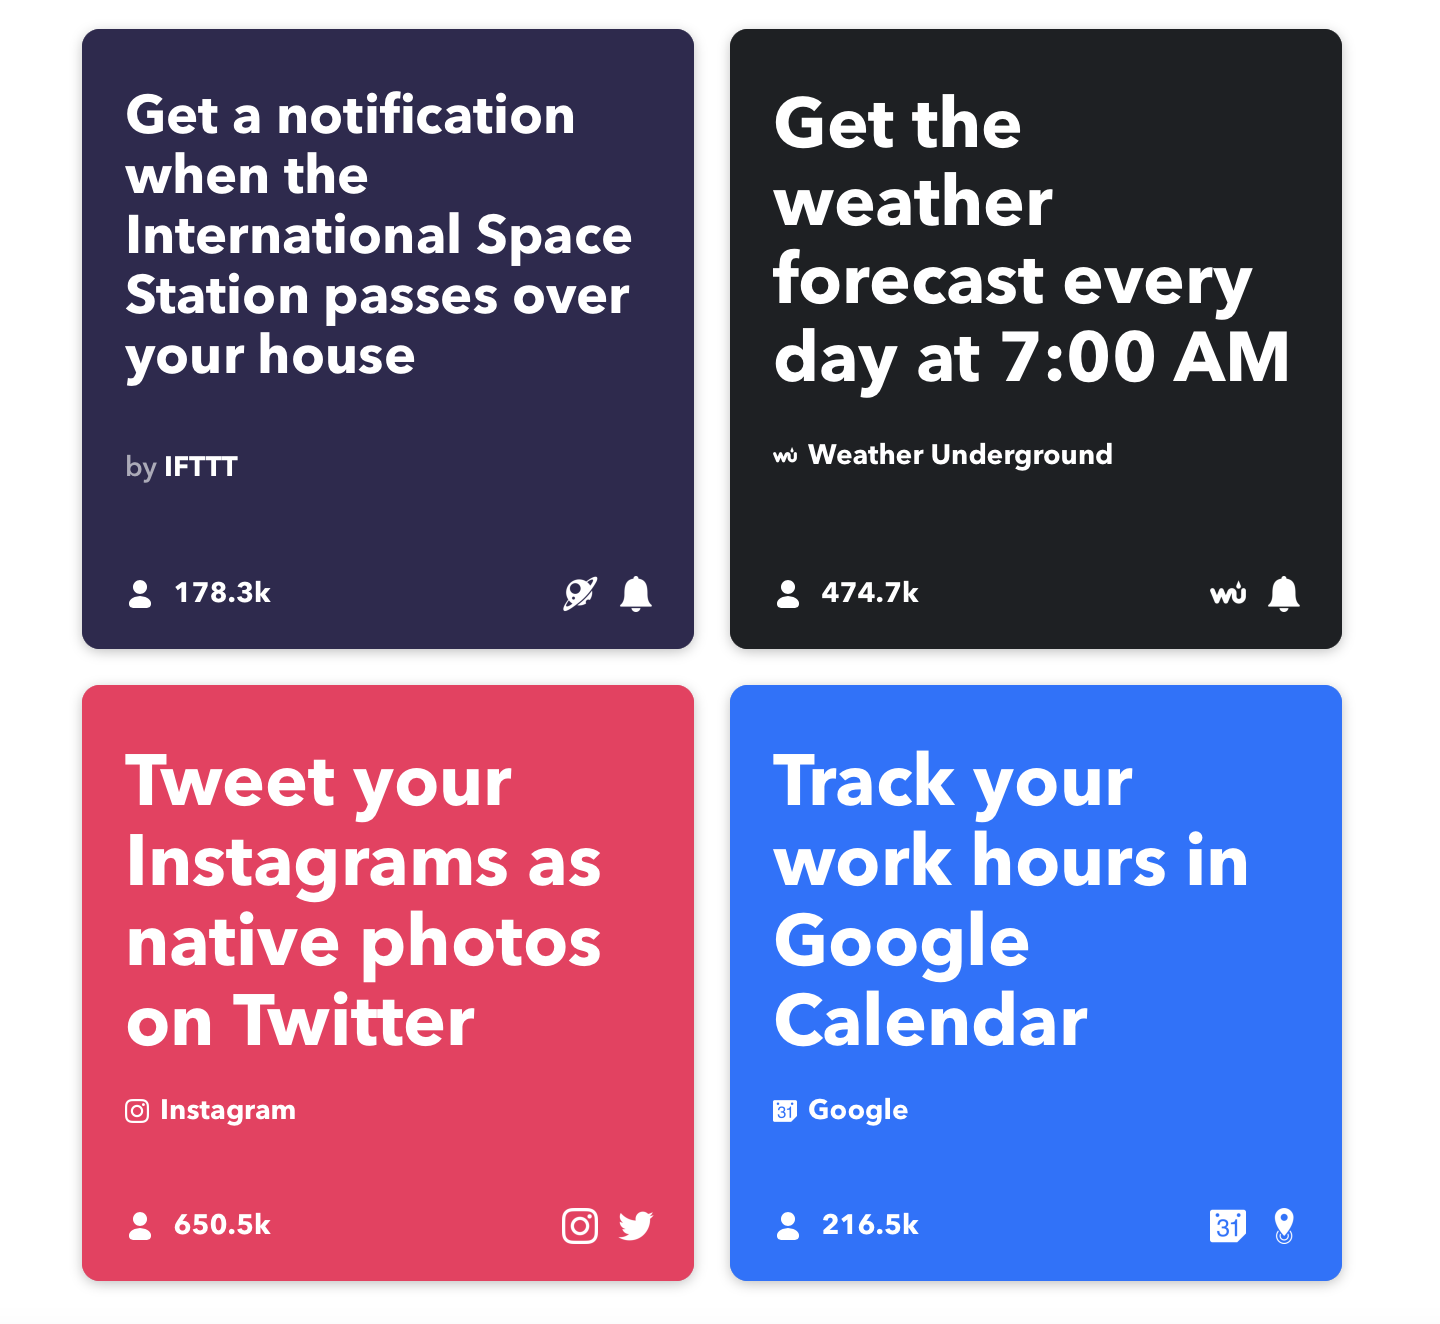 Get a notification
when the
International Space
Station passes over
your house
by IFTTT
178.3k
Get the
weather
forecast every
day at 7:00 AM
wu Weather Underground
474.7k
wu
Tweet your
Instagrams as
native photos
on Twitter
Instagram
650.5k
Track your
work hours in
Google
Calendar
31 Google
216.5k
31